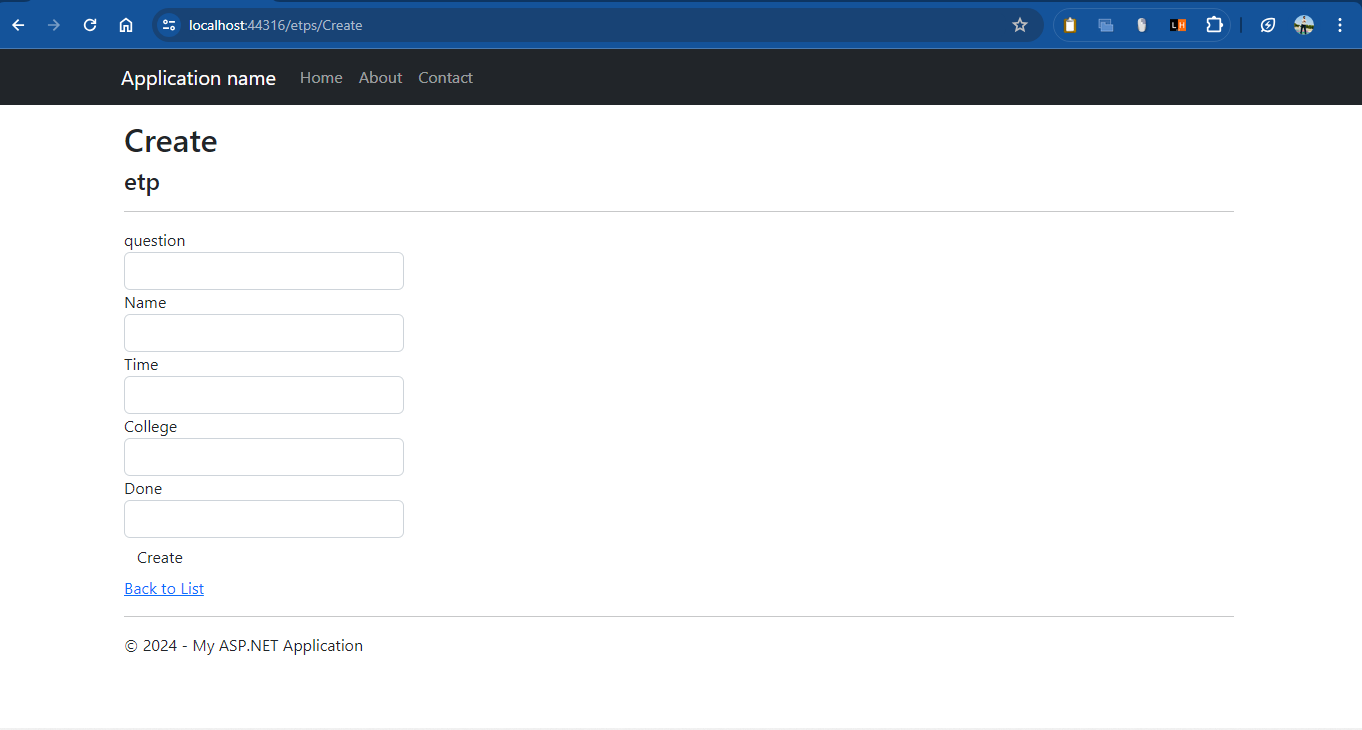 localhost:44316/etps/Create
L H
Application name Home About Contact
Create
etp
question
Name
Time
College
Done
Create
Back to List
© 2024 - My ASP.NET Application